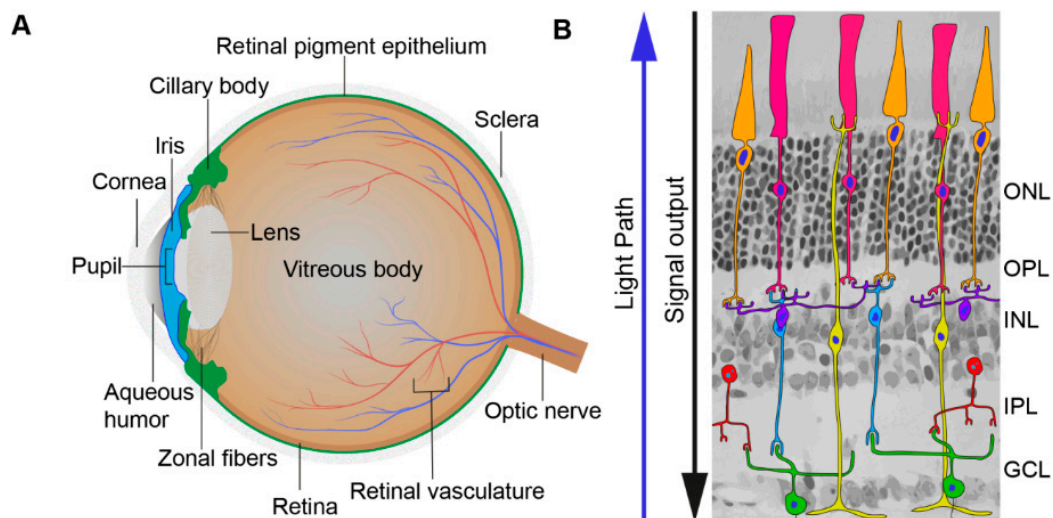 A
Retinal pigment epithelium
Cillary body
Iris
Cornea
Sclera
Lens
Pupil
Vitreous body
Aqueous
humor
Zonal fibers
Retina
Retinal vasculature
Optic nerve
B
Light Path
Signal output
ONL
OPL
INL
IPL
GCL